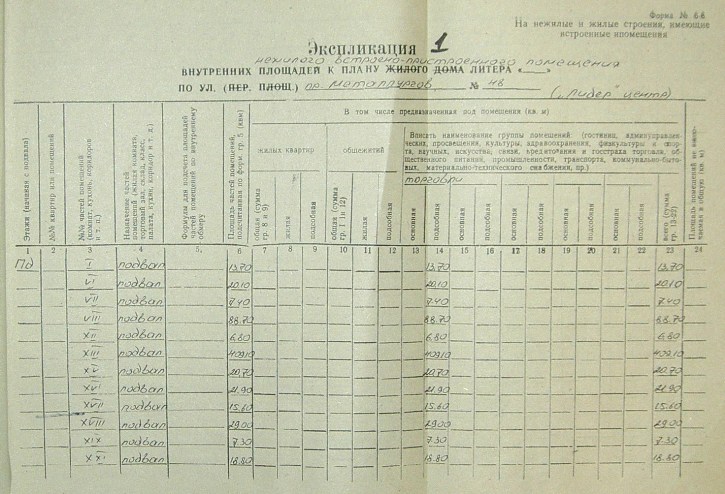 Форма № 6-б
На нежилые и жилые строения, имеющие
встроенные помещения
Экспликация 1
нежилого встроено-пристроенного помещения
ВНУТРЕННИХ ПЛОЩАДЕЙ К ПЛАНУ ЖИЛОГО ДОМА ЛИТЕРА « »
ПО УЛ. (ПЕР. ПЛОЩ.) пр. Металлургов № 48
(„Лидер" центр)
Этажи (начиная с подвала)
№№ квартир или помещений
№№ частей помещений (комнат, кухонь, коридоров и т. п.)
Назначение частей помещений (жилая комната, торговый зал, склад, класс, палата, кухня, коридор и т. д.)
Формулы для подсчета площадей частей помещений по внутреннему обмеру
Площадь частей помещений, подсчитанная по форм. гр. 5 (квм)
В том числе предназначенная под помещения (кв. м)
жилых квартир
общежитий
Вписать наименование группы помещений (гостиниц, админуправлен-
ческих, просвещения, культуры, здравоохранения, физкультуры и спор-
та, научных, искусства, связи, кредитования и госстраха торговли, об-
щественного питания, промышленности, транспорта, коммунально-быто-
вых, материально-технического снабжения, пр.)
торговри
общая (сумма гр. 8 и 9)
жилая
подсобная
общая (сумма гр. 11 и 12)
жилая
подсобная
основная
подсобная
основная
подсобная
основная
подсобная
основная
подсобная
основная
подсобная
всего (сумма гр. 13-22)
1 2 3 4 5. 6 7 8 9 10 11 12 13 14 15 16 17 18 19 20 21 22 23 24
Пд I подвал 13.70 13.70 13.70
VI подвал 20.10 20.10 20.10
VII подвал 7.40 7.40 7.40
VIII подвал 88.70 88.70 88.70
XII подвал 6.80 6.80 6.80
XIII подвал 409.10 409.10 409.10
XV подвал 20.70 20.70 20.70
XVI подвал 21.90 21.90 21.90
XVII подвал 15.60 15.60 15.60
XVIII подвал 29.00 29.00 29.00
XIX подвал 7.30 7.30 7.30
XXI подвал 18.80 18.80 18.80